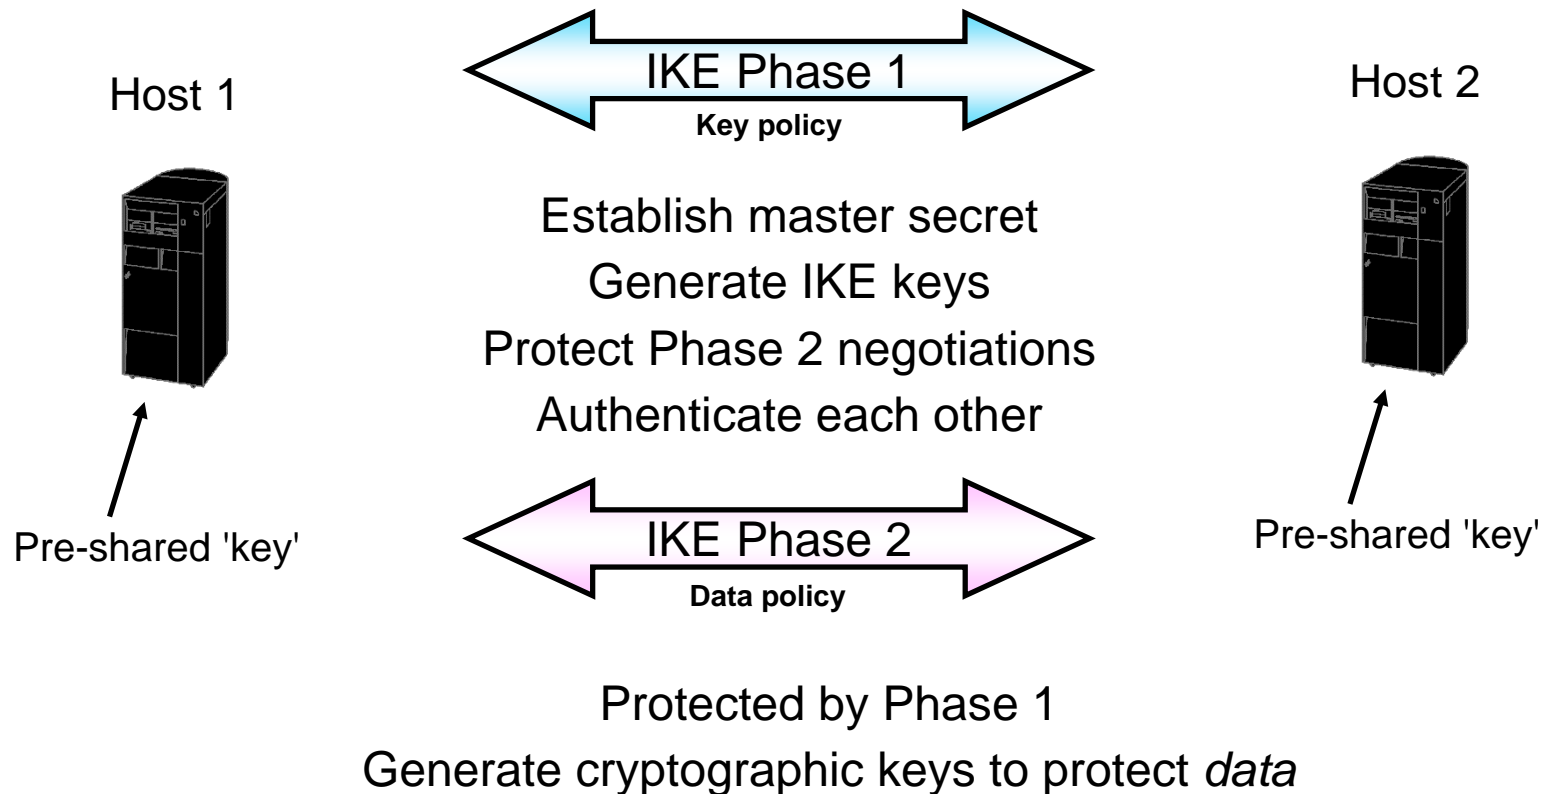 IKE Phase 1
Host 1
Host 2
Key policy
Establish master secret
Generate IKE keys
Protect Phase 2 negotiations
Authenticate each other
Pre-shared 'key'
IKE Phase 2
Pre-shared 'key'
Data policy
Protected by Phase 1
Generate cryptographic keys to protect data